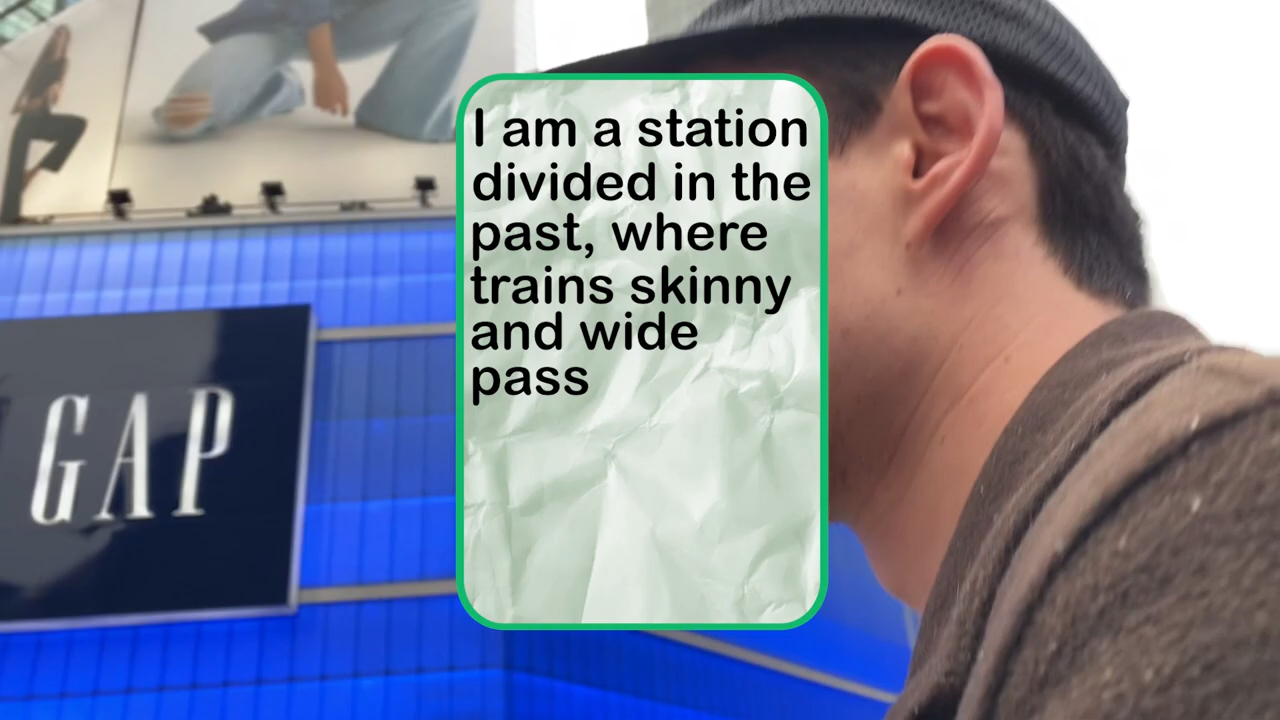 I am a station
divided in the
past, where
trains skinny
and wide
pass
GAP